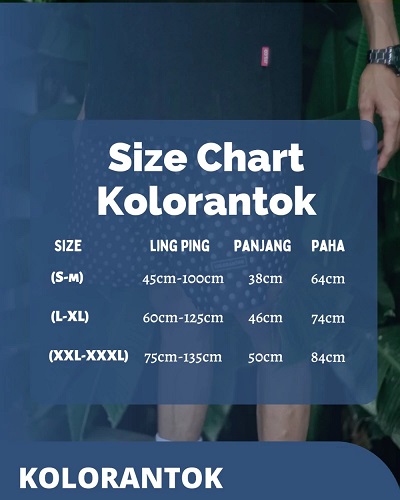 Size Chart
Kolorantok
SIZE LING PING PANJANG PAHA
(S-M) 45cm-100cm 38cm 64cm
(L-XL) 60cm-125cm 46cm 74cm
(XXL-XXXL) 75cm-135cm 50cm 84cm
KOLORANTOK